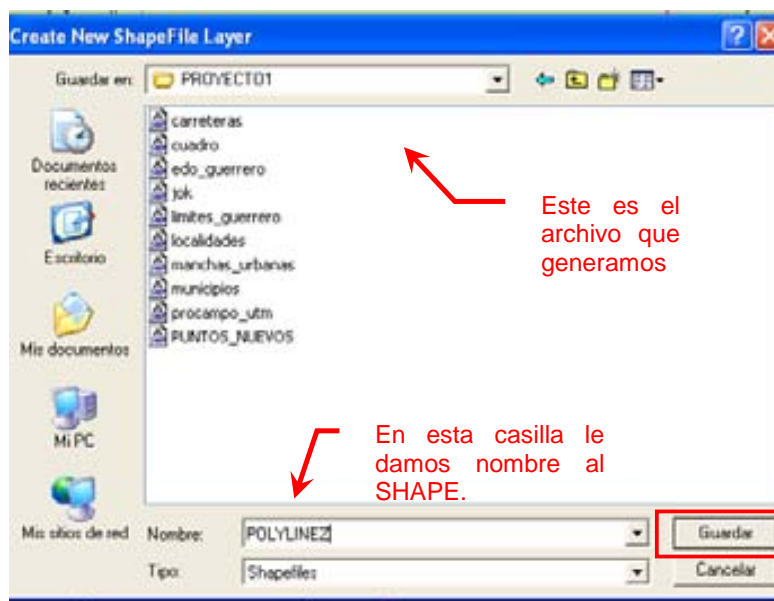 Create New ShapeFile Layer
Guardar en:
PROYECTO1
Documentos
recientes
Escritorio
Mis documentos
Mi PC
Mis sitios de red
carreteras
cuadro
edo_guerrero
jok
limites_guerrero
localidades
manchas_urbanas
municipios
procampo_utm
PUNTOS_NUEVOS
Este es el
archivo que
generamos
En esta casilla le
damos nombre al
SHAPE.
Nombre:
POLYLINEZ
Guardar
Tipo:
Shapefiles
Cancelar